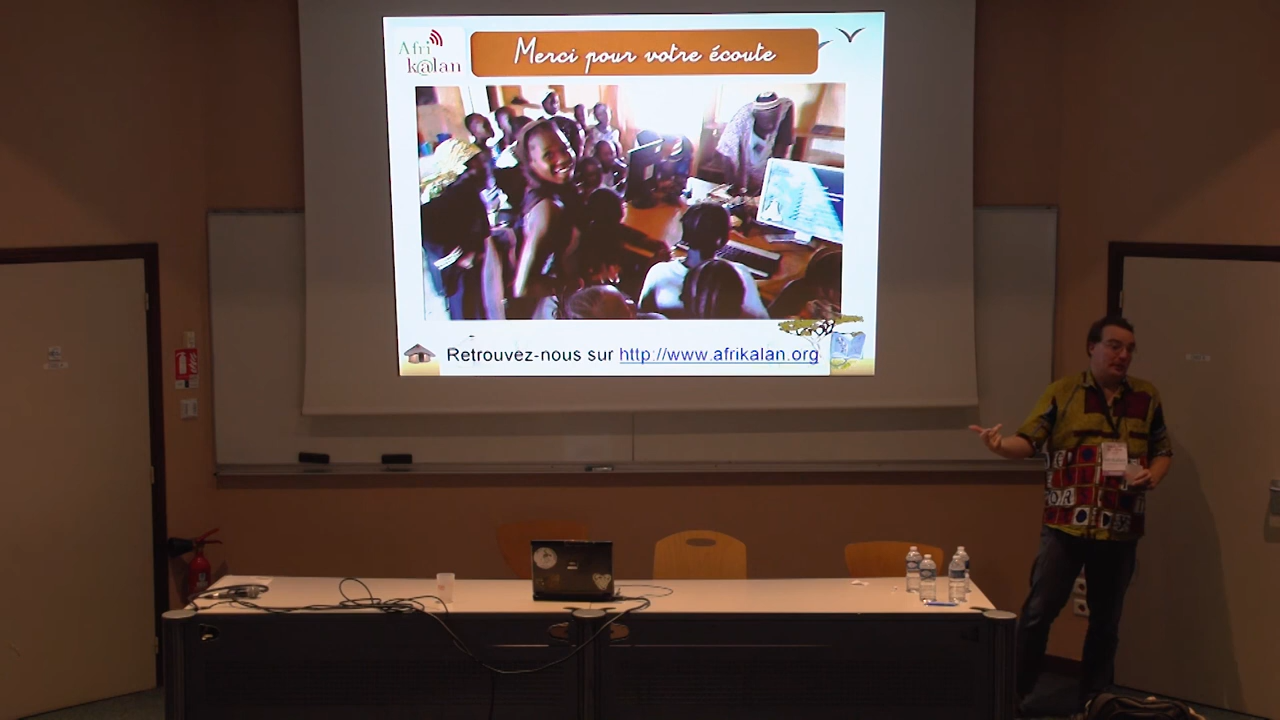 Afri
k@lan
Merci pour votre écoute
Retrouvez-nous sur http://www.afrikalan.org